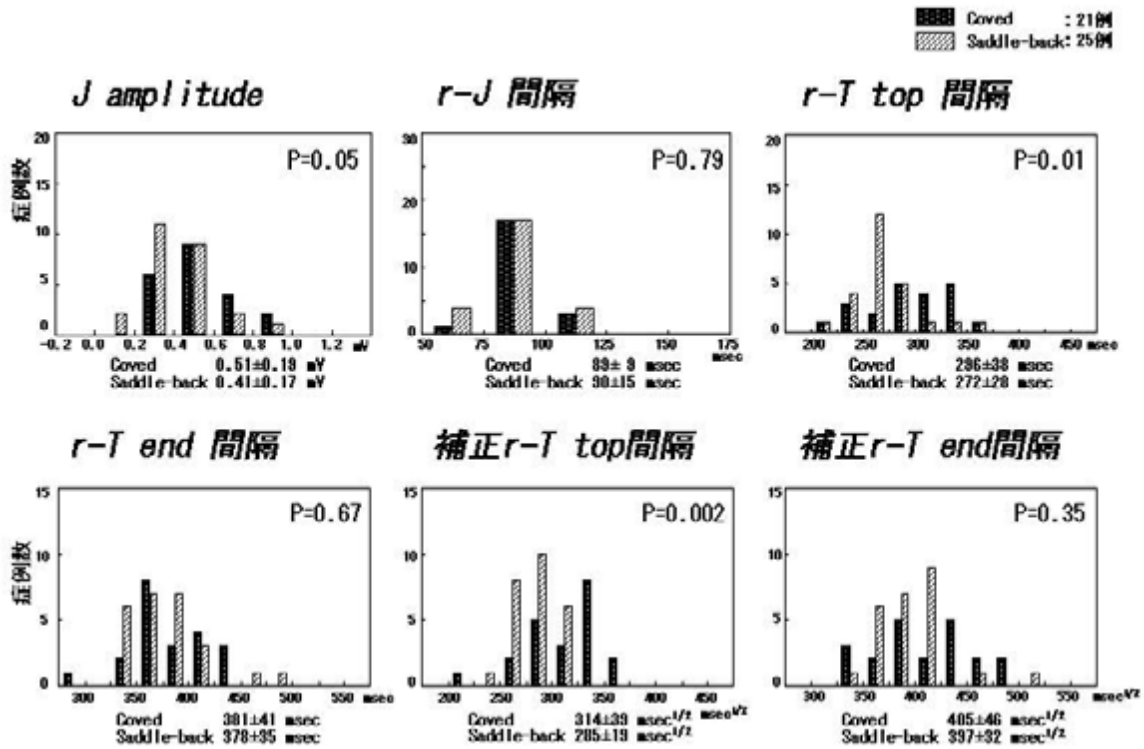 Coved : 21例
Saddle-back : 25例
J amplitude
r-J 間隔
r-T top 間隔
症例数
20
15
10
5
0
P=0.05
-0.2 0.0 0.2 0.4 0.6 0.8 1.0 1.2 mV
Coved 0.51±0.19 mV
Saddle-back 0.41±0.17 mV
30
20
10
0
P=0.79
50 75 100 125 150 175 msec
Coved 89± 9 msec
Saddle-back 90±15 msec
20
15
10
5
0
P=0.01
200 250 300 350 400 450 msec
Coved 296±38 msec
Saddle-back 272±28 msec
r-T end 間隔
補正r-T top間隔
補正r-T end間隔
症例数
15
10
5
0
P=0.67
300 350 400 450 500 550 msec
Coved 381±41 msec
Saddle-back 378±35 msec
15
10
5
0
P=0.002
200 250 300 350 400 450 msec1/2
Coved 314±39 msec1/2
Saddle-back 285±19 msec1/2
15
10
5
0
P=0.35
300 350 400 450 500 550 msec1/2
Coved 405±46 msec1/2
Saddle-back 397±32 msec1/2